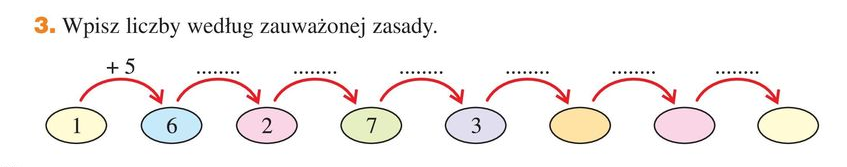 3. Wpisz liczby według zauważonej zasady.
+ 5 ........ ........ ........ ........ ........ ........
1 6 2 7 3